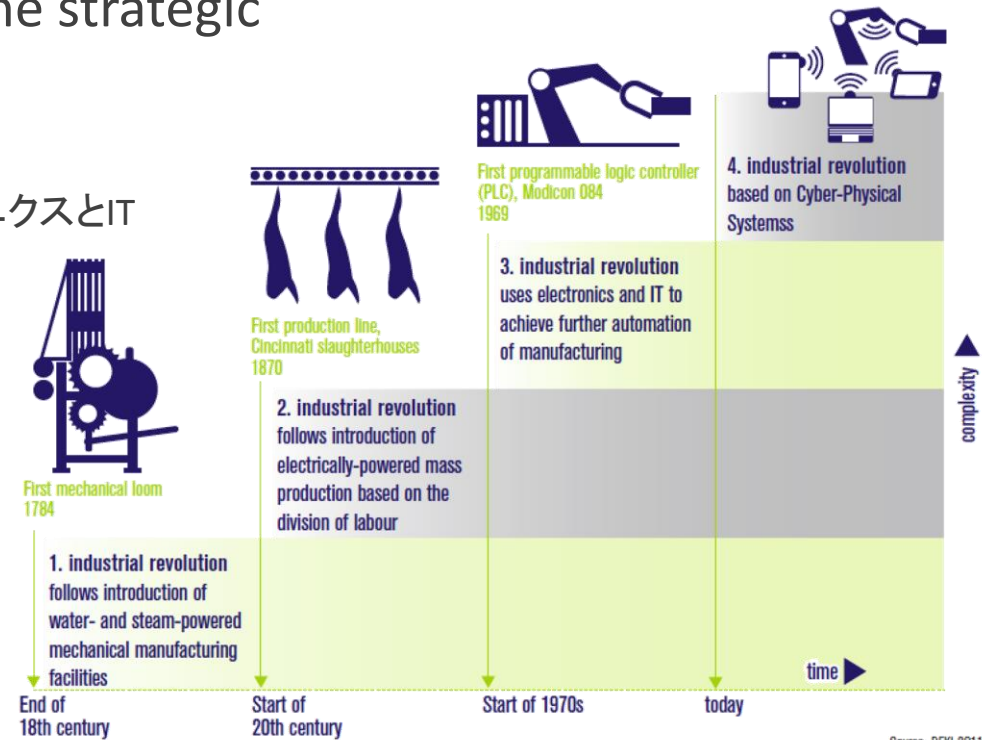 ne strategic
クスとIT
First mechanical loom
1784
First production line,
Cincinnati slaughterhouses
1870
First programmable logic controller
(PLC), Modicon 084
1969
4. industrial revolution
based on Cyber-Physical
Systemss
3. industrial revolution
uses electronics and IT to
achieve further automation
of manufacturing
2. industrial revolution
follows introduction of
electrically-powered mass
production based on the
division of labour
1. industrial revolution
follows introduction of
water- and steam-powered
mechanical manufacturing
facilities
complexity
time
End of
18th century
Start of
20th century
Start of 1970s
today